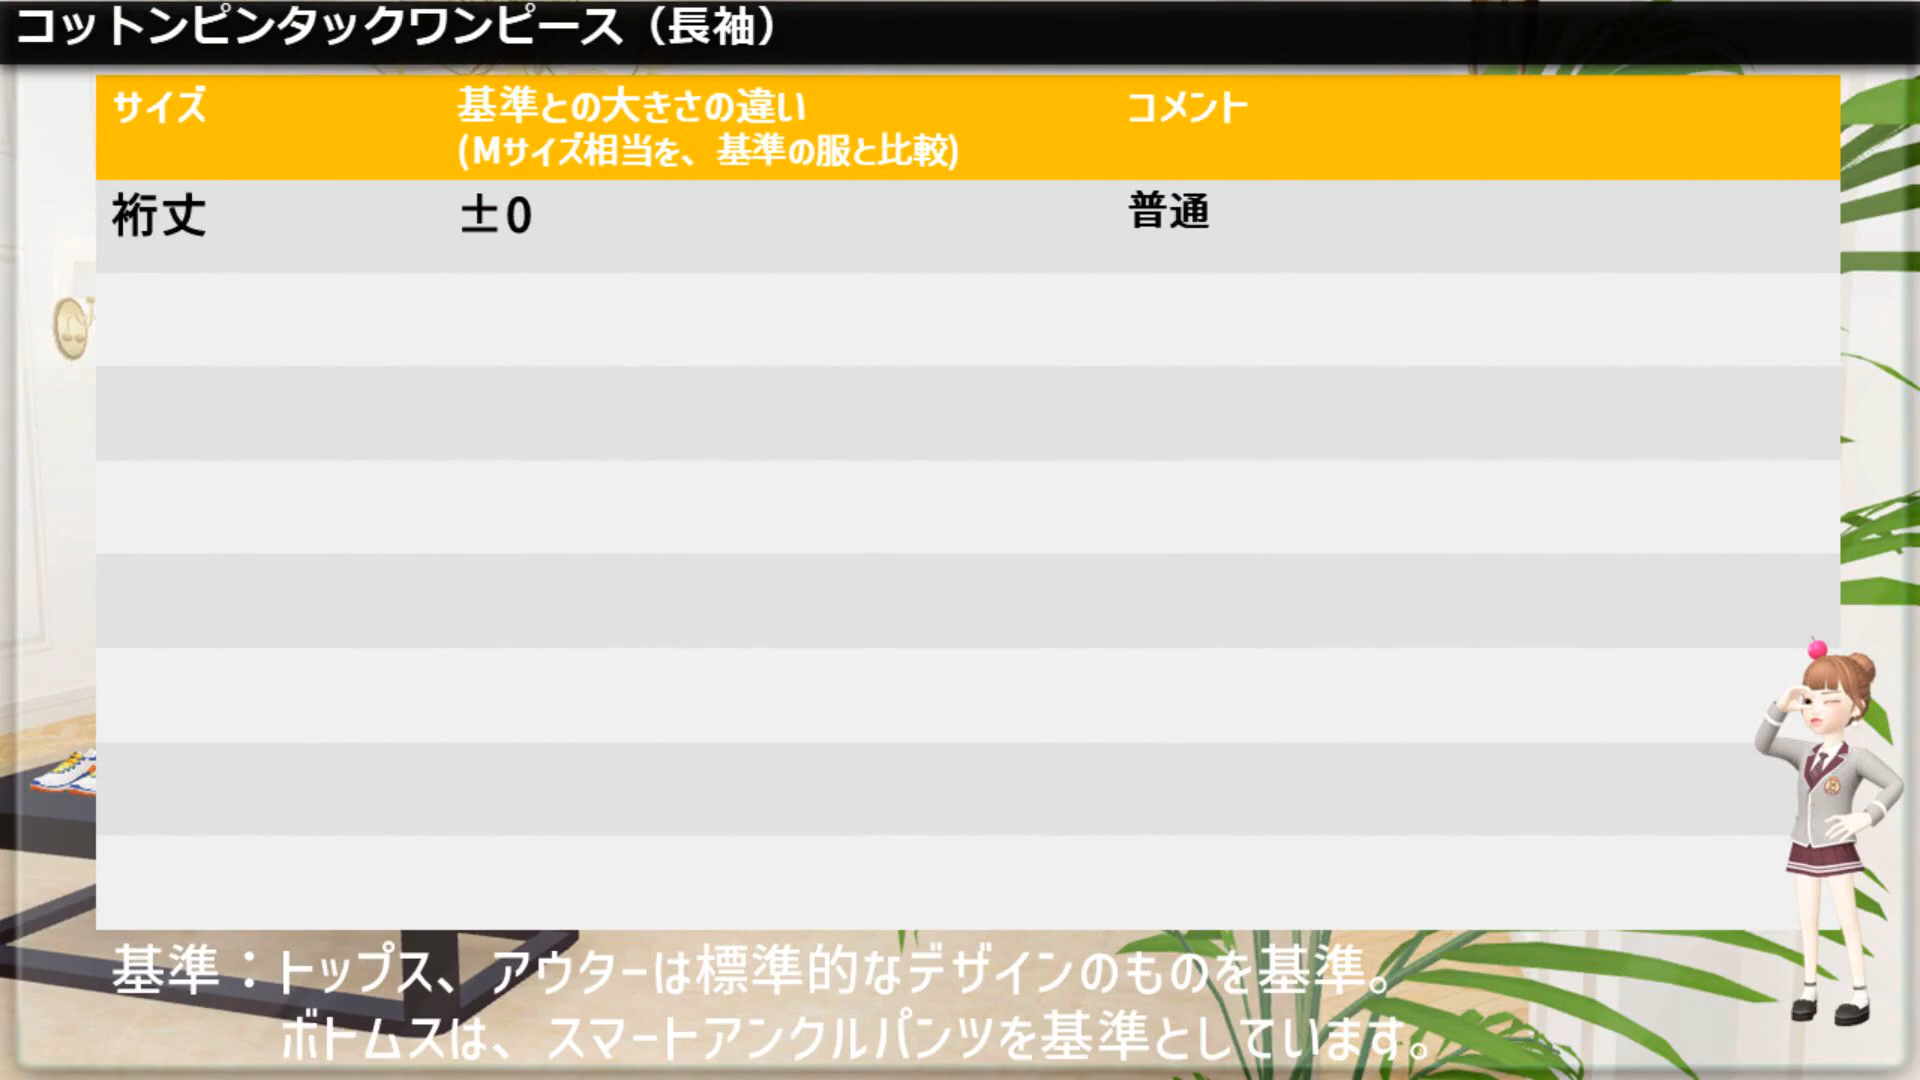 コットンピンタックワンピース（長袖）
サイズ 基準との大きさの違い コメント
(Mサイズ相当を、基準の服と比較)
裄丈 ±0 普通
基準：トップス、アウターは標準的なデザインのものを基準。
ボトムスは、スマートアンクルパンツを基準としています。